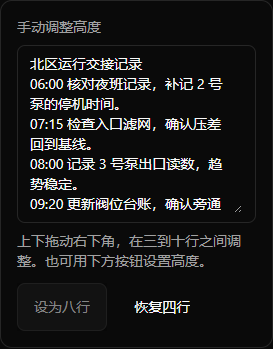 手动调整高度
北区运行交接记录
06:00 核对夜班记录，补记 2 号
泵的停机时间。
07:15 检查入口滤网，确认压差
回到基线。
08:00 记录 3 号泵出口读数，趋
势稳定。
09:20 更新阀位台账，确认旁通
上下拖动右下角，在三到十行之间调
整。也可用下方按钮设置高度。
设为八行 恢复四行